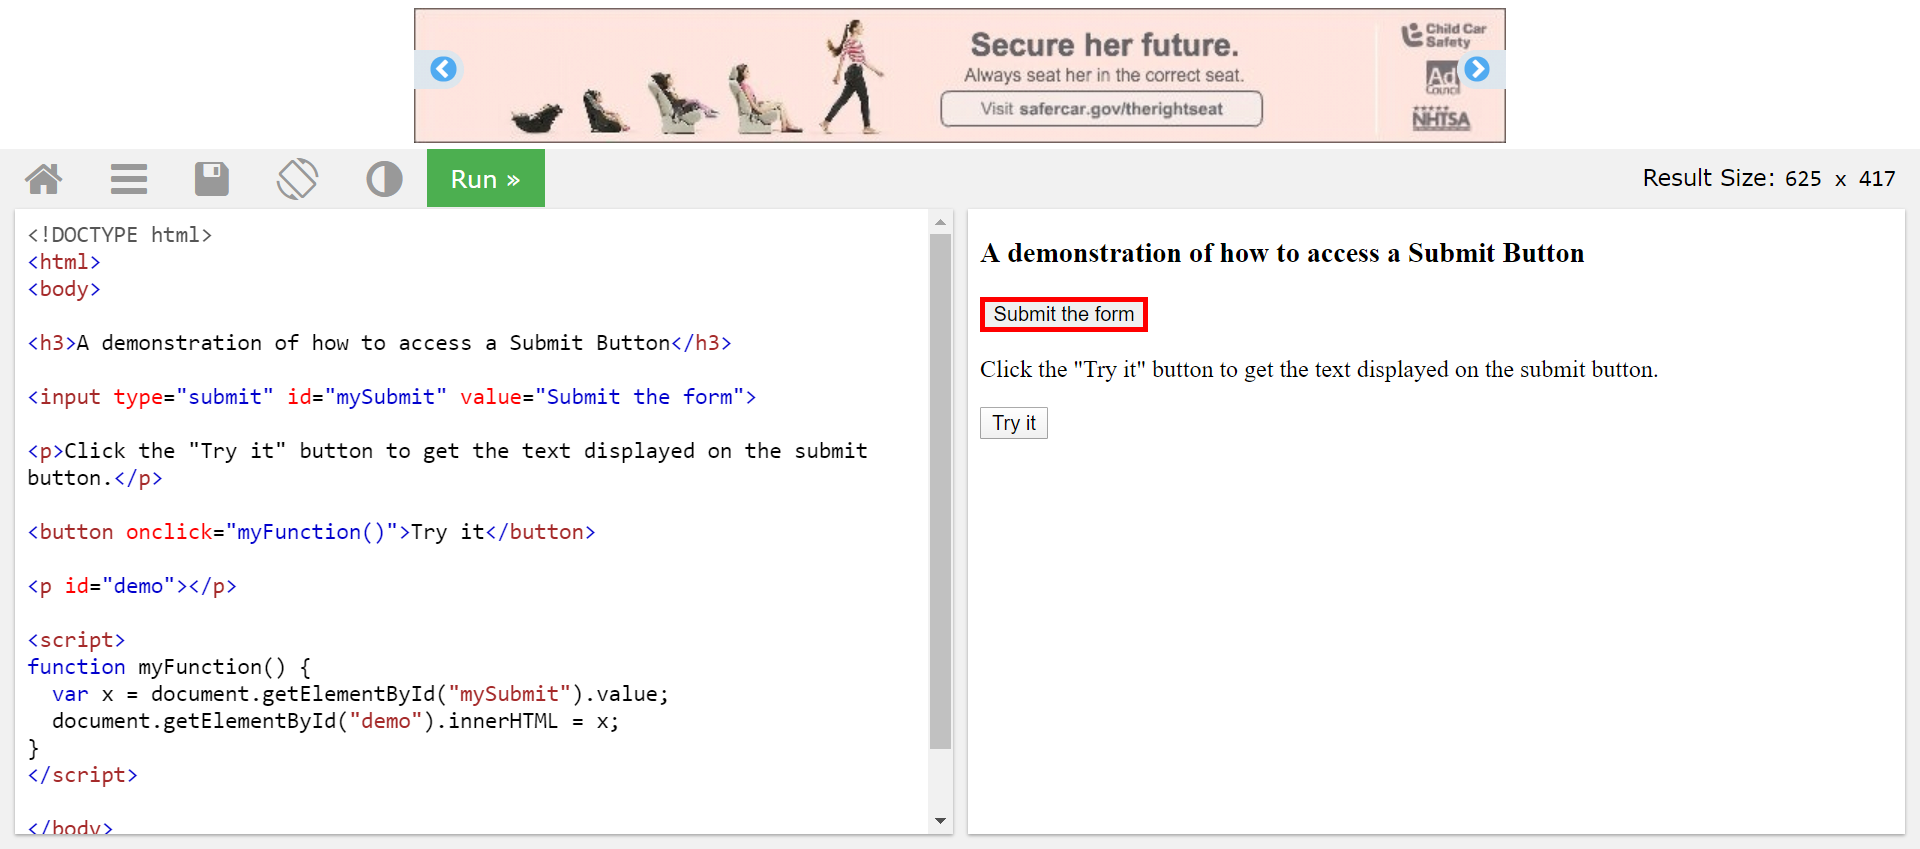 Secure her future.
Always seat her in the correct seat.
Visit safercar.gov/therightseat
Child Car
Safety
Ad
Council
NHTSA
Run »
Result Size: 625 x 417
<!DOCTYPE html>
<html>
<body>
<h3>A demonstration of how to access a Submit Button</h3>
<input type="submit" id="mySubmit" value="Submit the form">
<p>Click the "Try it" button to get the text displayed on the submit
button.</p>
<button onclick="myFunction()">Try it</button>
<p id="demo"></p>
<script>
function myFunction() {
  var x = document.getElementById("mySubmit").value;
  document.getElementById("demo").innerHTML = x;
}
</script>
</body>
A demonstration of how to access a Submit Button
Submit the form
Click the "Try it" button to get the text displayed on the submit button.
Try it